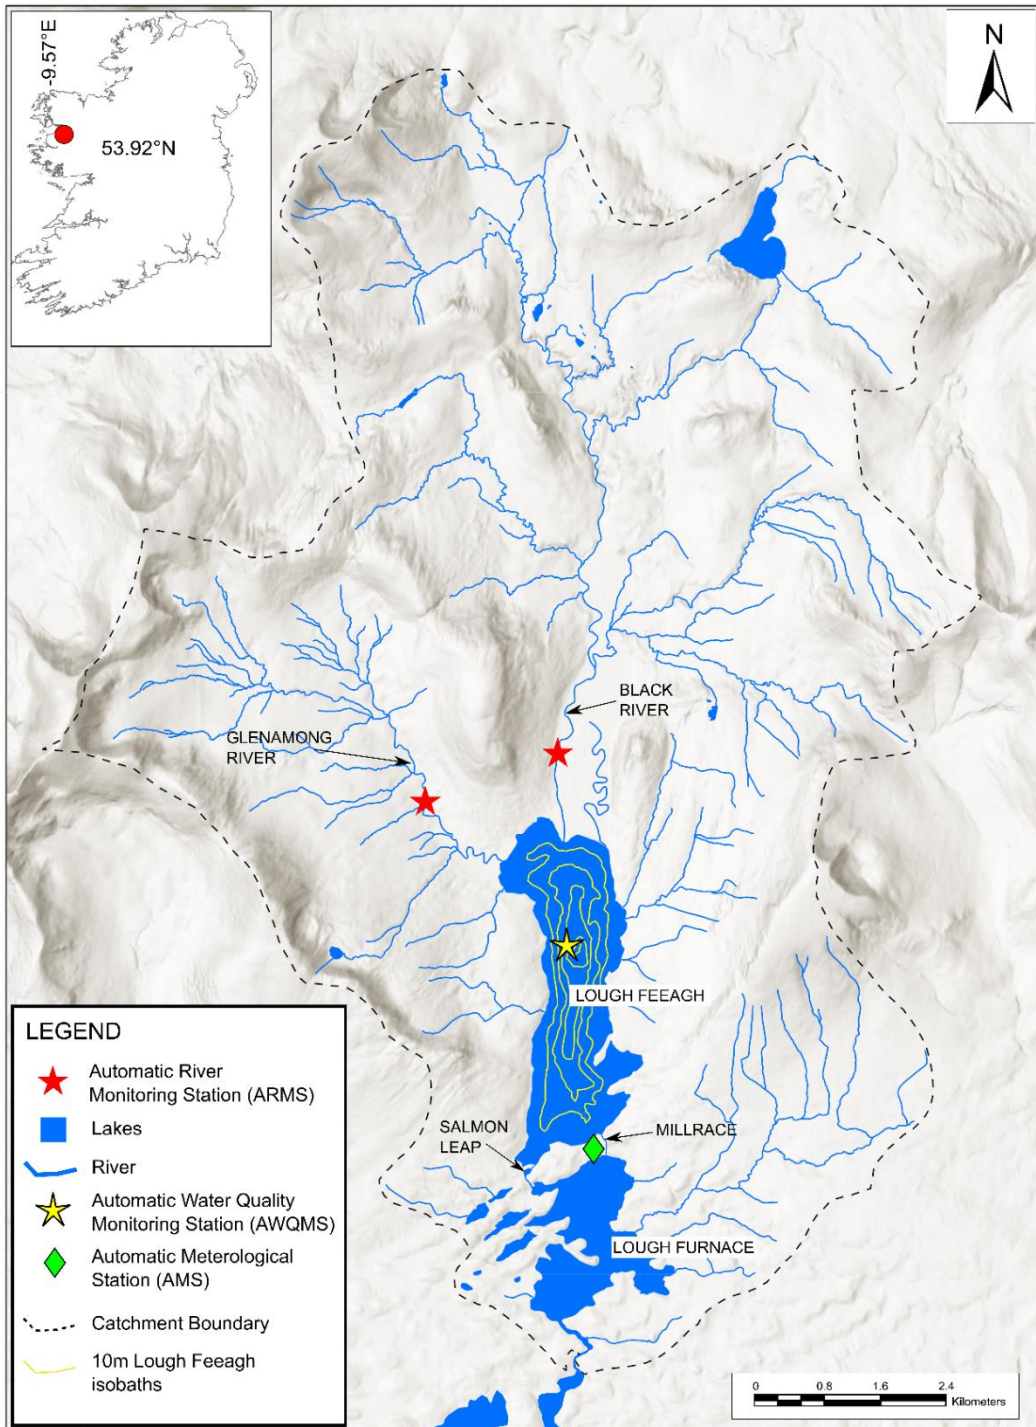 -9.57°E
53.92°N
N
BLACK
RIVER
GLENAMONG
RIVER
LOUGH FEEAGH
SALMON
LEAP
MILLRACE
LOUGH FURNACE
LEGEND
Automatic River
Monitoring Station (ARMS)
Lakes
River
Automatic Water Quality
Monitoring Station (AWQMS)
Automatic Meterological
Station (AMS)
Catchment Boundary
10m Lough Feeagh
isobaths
0 0.8 1.6 2.4
Kilometers